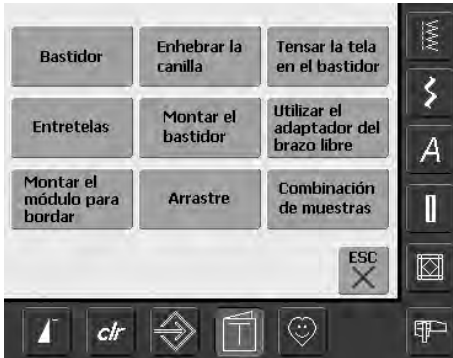 Bastidor
Enhebrar la
canilla
Tensar la tela
en el bastidor
Entretelas
Montar el
bastidor
Utilizar el
adaptador del
brazo libre
Montar el
módulo para
bordar
Arrastre
Combinación
de muestras
ESC
A
clr